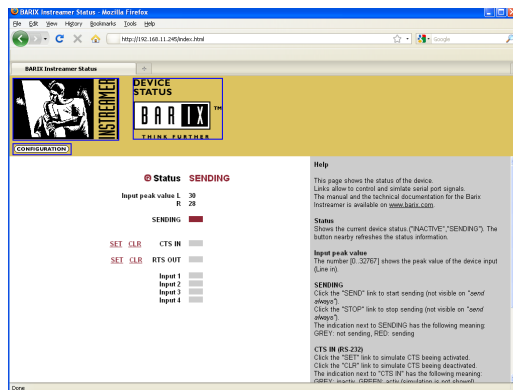 BARIX Instreamer Status - Mozilla Firefox
File Edit View History Bookmarks Tools Help
http://192.168.11.245/index.html
Google
BARIX Instreamer Status
INSTREAMER
DEVICE
STATUS
BARIX TM
THINK FURTHER
CONFIGURATION
Status SENDING
Input peak value L 30
R 28
SENDING
SET CLR CTS IN
SET CLR RTS OUT
Input 1
Input 2
Input 3
Input 4
Help
This page shows the status of the device.
Links allow to control and simlate serial port signals.
The manual and the technical documentation for the Barix
Instreamer is available on www.barix.com.
Status
Shows the current device status.("INACTIVE","SENDING"). The
button nearby refreshes the status information.
Input peak value
The number [0..32767] shows the peak value of the device input
(Line in).
SENDING
Click the "SEND" link to start sending (not visible on "send
always").
Click the "STOP" link to stop sending (not visible on "send
always").
The indication next to SENDING has the following meaning:
GREY: not sending, RED: sending
CTS IN (RS-232)
Click the "SET" link to simulate CTS beeing activated.
Click the "CLR" link to simulate CTS beeing deactivated.
The indication next to "CTS IN" has the following meaning:
GREY: inactiv, GREEN: activ (simulation is not shown)
Done